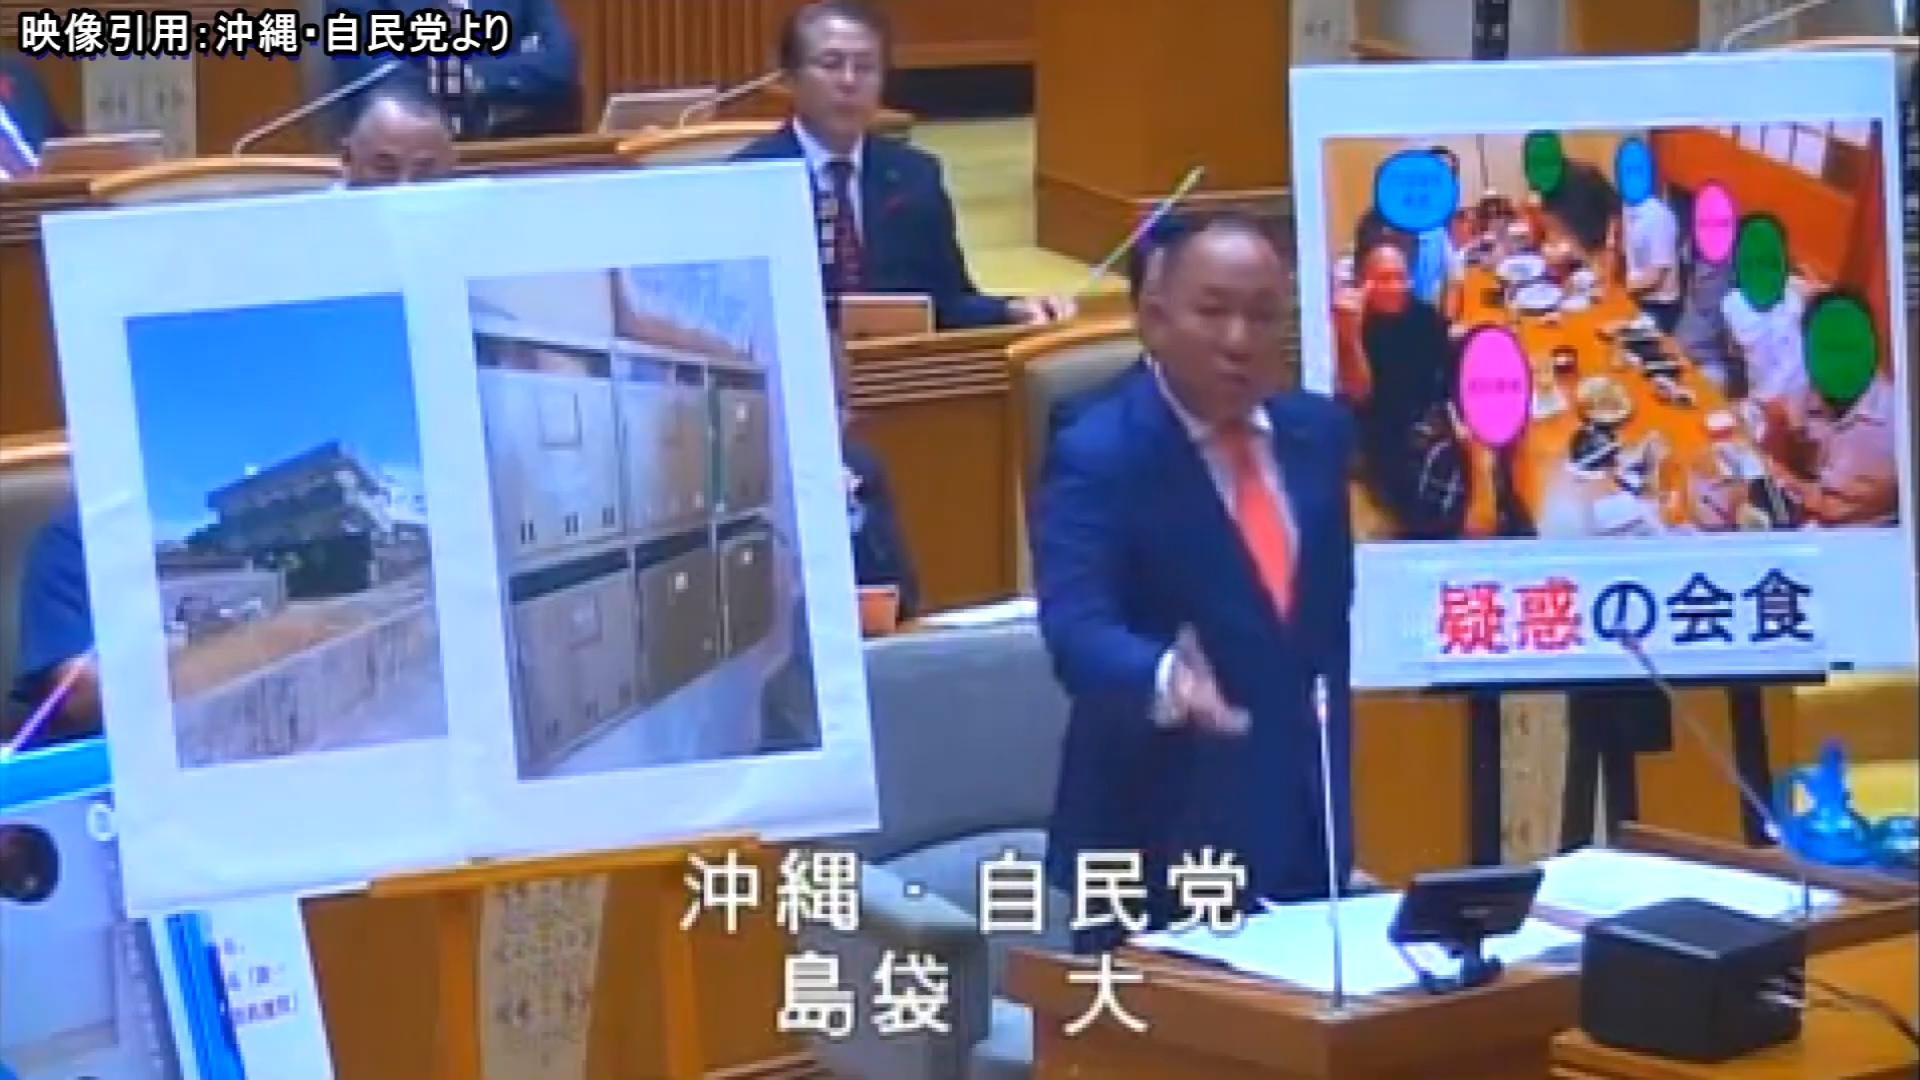 映像引用：沖縄・自民党より
疑惑の会食
沖縄・自民党
島袋　大